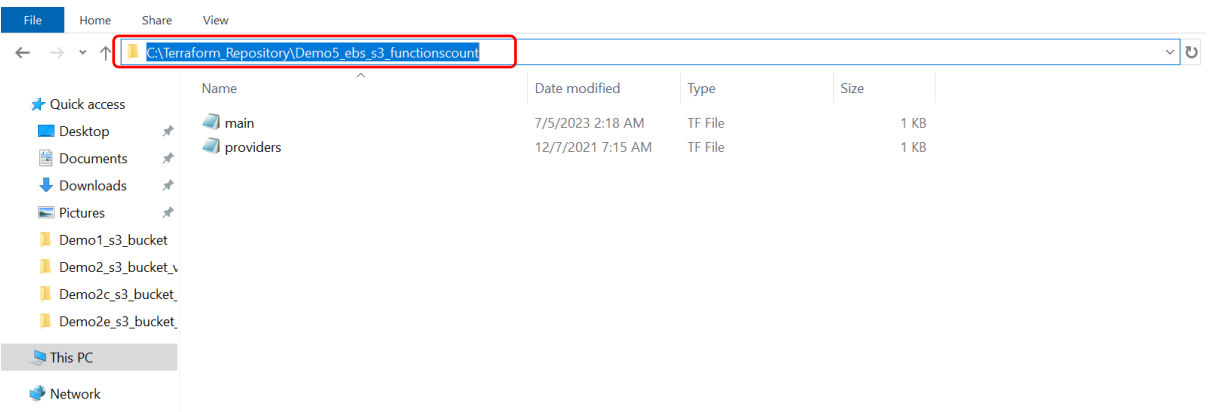 File Home Share View
C:\Terraform_Repository\Demo5_ebs_s3_functionscount
Name Date modified Type Size
Quick access
Desktop
Documents
Downloads
Pictures
Demo1_s3_bucket
Demo2_s3_bucket_v
Demo2c_s3_bucket_
Demo2e_s3_bucket_
This PC
Network
main 7/5/2023 2:18 AM TF File 1 KB
providers 12/7/2021 7:15 AM TF File 1 KB